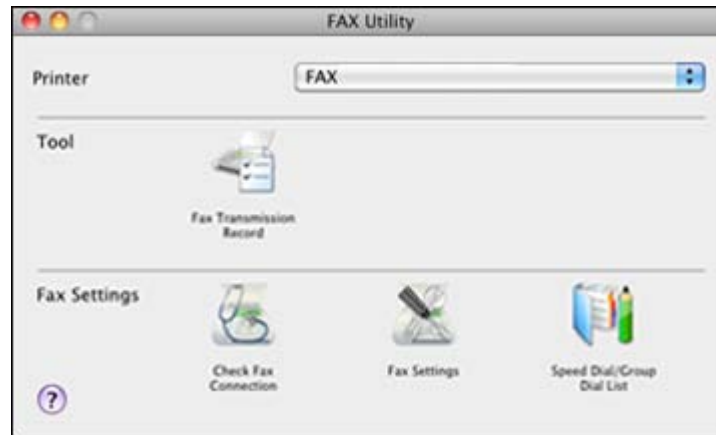 FAX Utility
Printer
FAX
Tool
Fax Transmission
Record
Fax Settings
Check Fax
Connection
Fax Settings
Speed Dial/Group
Dial List
?